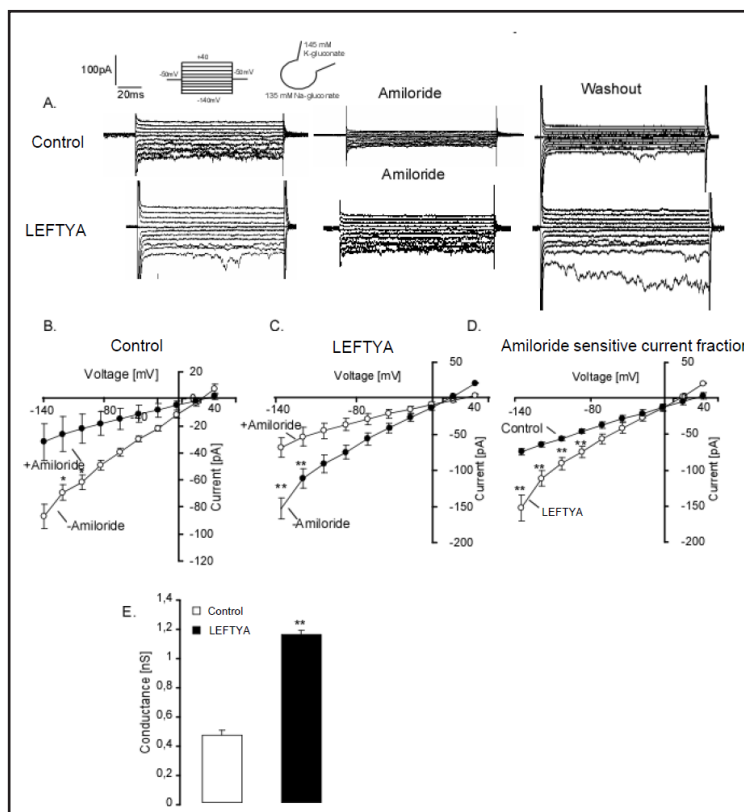 +40
-50mV
-50mV
-140mV
100pA
20ms
145 mM
K-gluconate
135 mM Na-gluconate
A.
Amiloride
Washout
Control
Amiloride
LEFTYA
B.
Control
C.
LEFTYA
D.
Amiloride sensitive current fraction
Voltage [mV]
-140
-80
40
20
-20
-40
-60
-80
-100
-120
Current [pA]
+Amiloride
*
*
-Amiloride
Voltage [mV]
-140
-80
40
50
-50
-100
-150
-200
Current [pA]
+Amiloride
**
**
-Amiloride
Voltage [mV]
-140
-80
40
50
-50
-100
-150
-200
Current [pA]
Control
**
**
**
**
LEFTYA
E.
Control
LEFTYA
**
Conductance [nS]
1,4
1,2
1
0,8
0,6
0,4
0,2
0